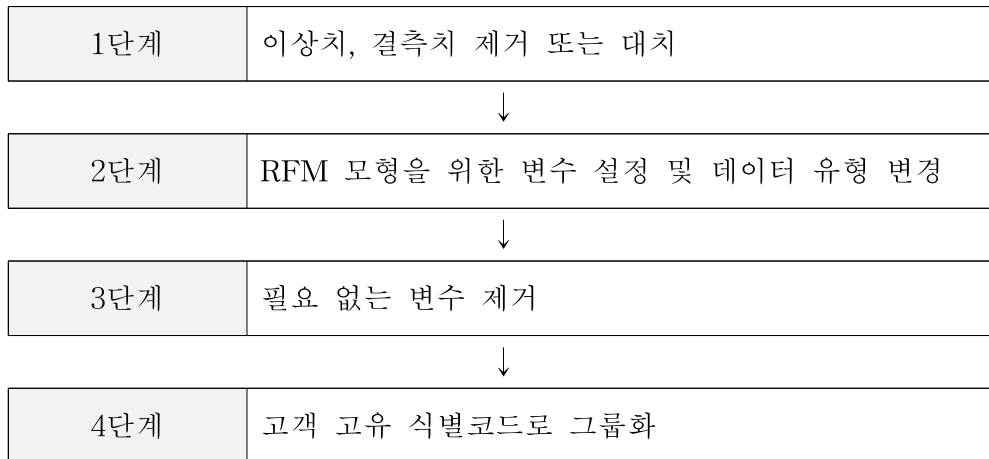 1단계 이상치, 결측치 제거 또는 대치
↓
2단계 RFM 모형을 위한 변수 설정 및 데이터 유형 변경
↓
3단계 필요 없는 변수 제거
↓
4단계 고객 고유 식별코드로 그룹화